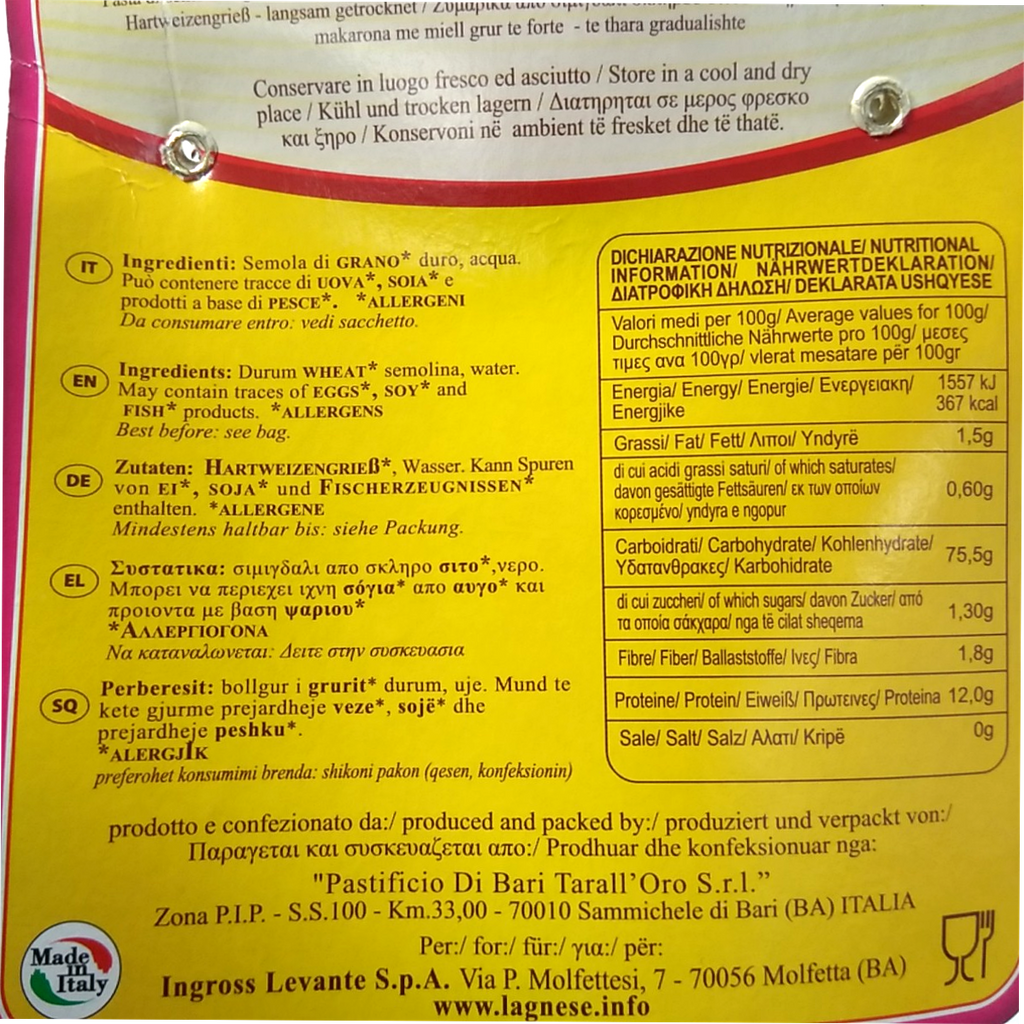 Hartweizengrieß - langsam getrocknet / Ζυμαρικα απο
makarona me miell grur te forte - te thara gradualishte
Conservare in luogo fresco ed asciutto / Store in a cool and dry
place / Kühl und trocken lagern / Διατηρηται σε μερος φρεσκο
και ξηρο / Konservoni në ambient të fresket dhe të thatë.
IT
Ingredienti: Semola di GRANO* duro, acqua.
Può contenere tracce di UOVA*, SOIA* e
prodotti a base di PESCE*. *ALLERGENI
Da consumare entro: vedi sacchetto.
EN
Ingredients: Durum WHEAT* semolina, water.
May contain traces of EGGS*, SOY* and
FISH* products. *ALLERGENS
Best before: see bag.
DE
Zutaten: HARTWEIZENGRIEß*, Wasser. Kann Spuren
von EI*, SOJA* und FISCHERZEUGNISSEN*
enthalten. *ALLERGENE
Mindestens haltbar bis: siehe Packung.
EL
Συστατικα: σιμιγδαλι απο σκληρο σιτο*,νερο.
Μπορει να περιεχει ιχνη σόγια* απο αυγο* και
προιοντα με βαση ψαριου*
*ΑΛΛΕΡΓΙΟΓΟΝΑ
Να καταναλωνεται: Δειτε στην συσκευασια
SQ
Perberesit: bollgur i grurit* durum, uje. Mund te
kete gjurme prejardheje veze*, sojë* dhe
prejardheje peshku*.
*ALERGJIK
preferohet konsumimi brenda: shikoni pakon (qesen, konfeksionin)
DICHIARAZIONE NUTRIZIONALE/ NUTRITIONAL
INFORMATION/ NÄHRWERTDEKLARATION/
ΔΙΑΤΡΟΦΙΚΗ ΔΗΛΩΣΗ/ DEKLARATA USHQYESE
Valori medi per 100g/ Average values for 100g/
Durchschnittliche Nährwerte pro 100g/ μεσες
τιμες ανα 100γρ/ vlerat mesatare për 100gr
Energia/ Energy/ Energie/ Ενεργειακη/ 1557 kJ
Energjike 367 kcal
Grassi/ Fat/ Fett/ Λιποι/ Yndyrë 1,5g
di cui acidi grassi saturi/ of which saturates/
davon gesättigte Fettsäuren/ εκ των οποίων 0,60g
κορεσμένο/ yndyra e ngopur
Carboidrati/ Carbohydrate/ Kohlenhydrate/ 75,5g
Υδατανθρακες/ Karbohidrate
di cui zuccheri/ of which sugars/ davon Zucker/ από
τα οποία σάκχαρα/ nga të cilat sheqema 1,30g
Fibre/ Fiber/ Ballaststoffe/ Ινες/ Fibra 1,8g
Proteine/ Protein/ Eiweiß/ Πρωτεινες/ Proteina 12,0g
Sale/ Salt/ Salz/ Αλατι/ Kripë 0g
prodotto e confezionato da:/ produced and packed by:/ produziert und verpackt von:/
Παραγεται και συσκευαζεται απο:/ Prodhuar dhe konfeksionuar nga:
"Pastificio Di Bari Tarall'Oro S.r.l."
Zona P.I.P. - S.S.100 - Km.33,00 - 70010 Sammichele di Bari (BA) ITALIA
Per:/ for:/ für:/ για:/ për:
Ingross Levante S.p.A. Via P. Molfettesi, 7 - 70056 Molfetta (BA)
www.lagnese.info
Made
in
Italy